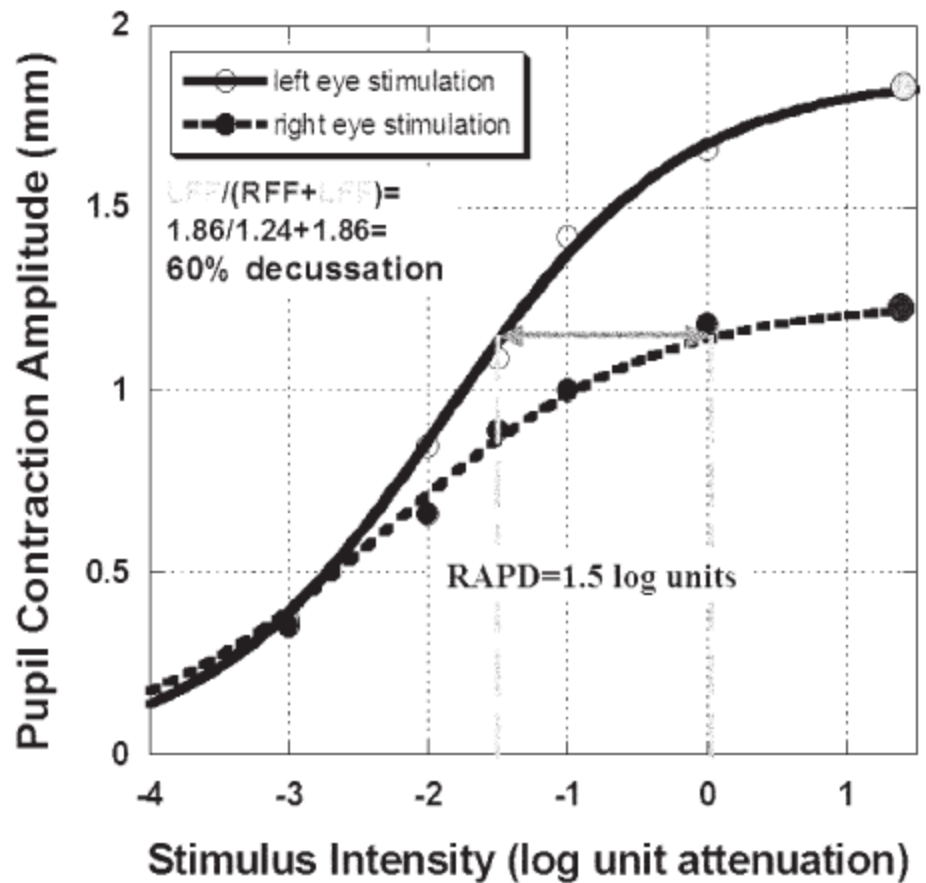 Pupil Contraction Amplitude (mm)
2
1.5
1
0.5
0
left eye stimulation
right eye stimulation
LFF/(RFF+LFF)=
1.86/1.24+1.86=
60% decussation
RAPD=1.5 log units
-4 -3 -2 -1 0 1
Stimulus Intensity (log unit attenuation)